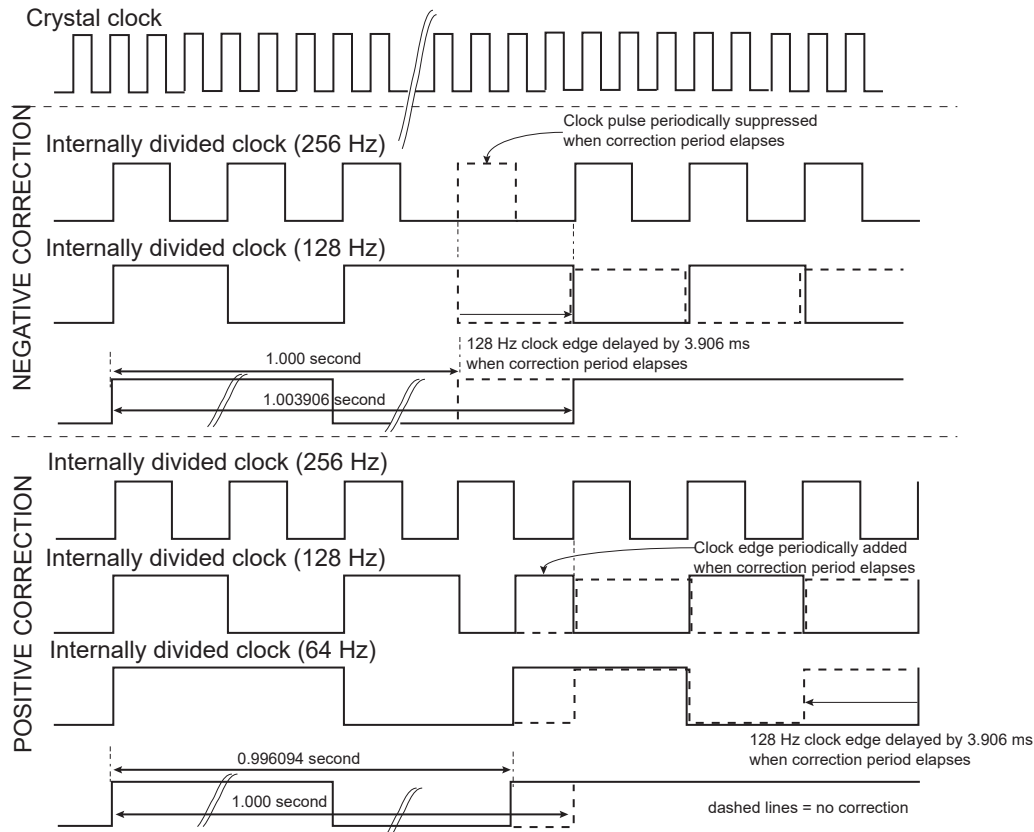 Crystal clock
NEGATIVE CORRECTION
Clock pulse periodically suppressed
when correction period elapses
Internally divided clock (256 Hz)
Internally divided clock (128 Hz)
128 Hz clock edge delayed by 3.906 ms
when correction period elapses
1.000 second
1.003906 second
POSITIVE CORRECTION
Internally divided clock (256 Hz)
Internally divided clock (128 Hz)
Clock edge periodically added
when correction period elapses
Internally divided clock (64 Hz)
128 Hz clock edge delayed by 3.906 ms
when correction period elapses
0.996094 second
1.000 second
dashed lines = no correction